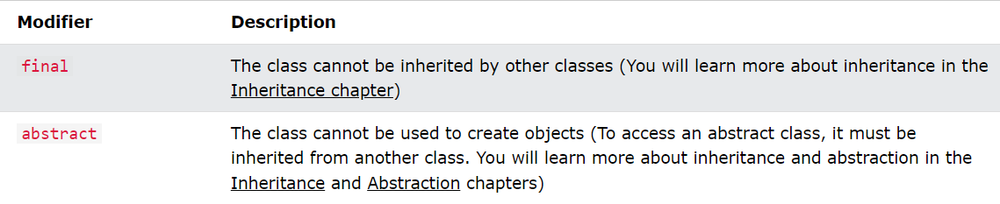 Modifier Description
final The class cannot be inherited by other classes (You will learn more about inheritance in the
Inheritance chapter)
abstract The class cannot be used to create objects (To access an abstract class, it must be
inherited from another class. You will learn more about inheritance and abstraction in the
Inheritance and Abstraction chapters)